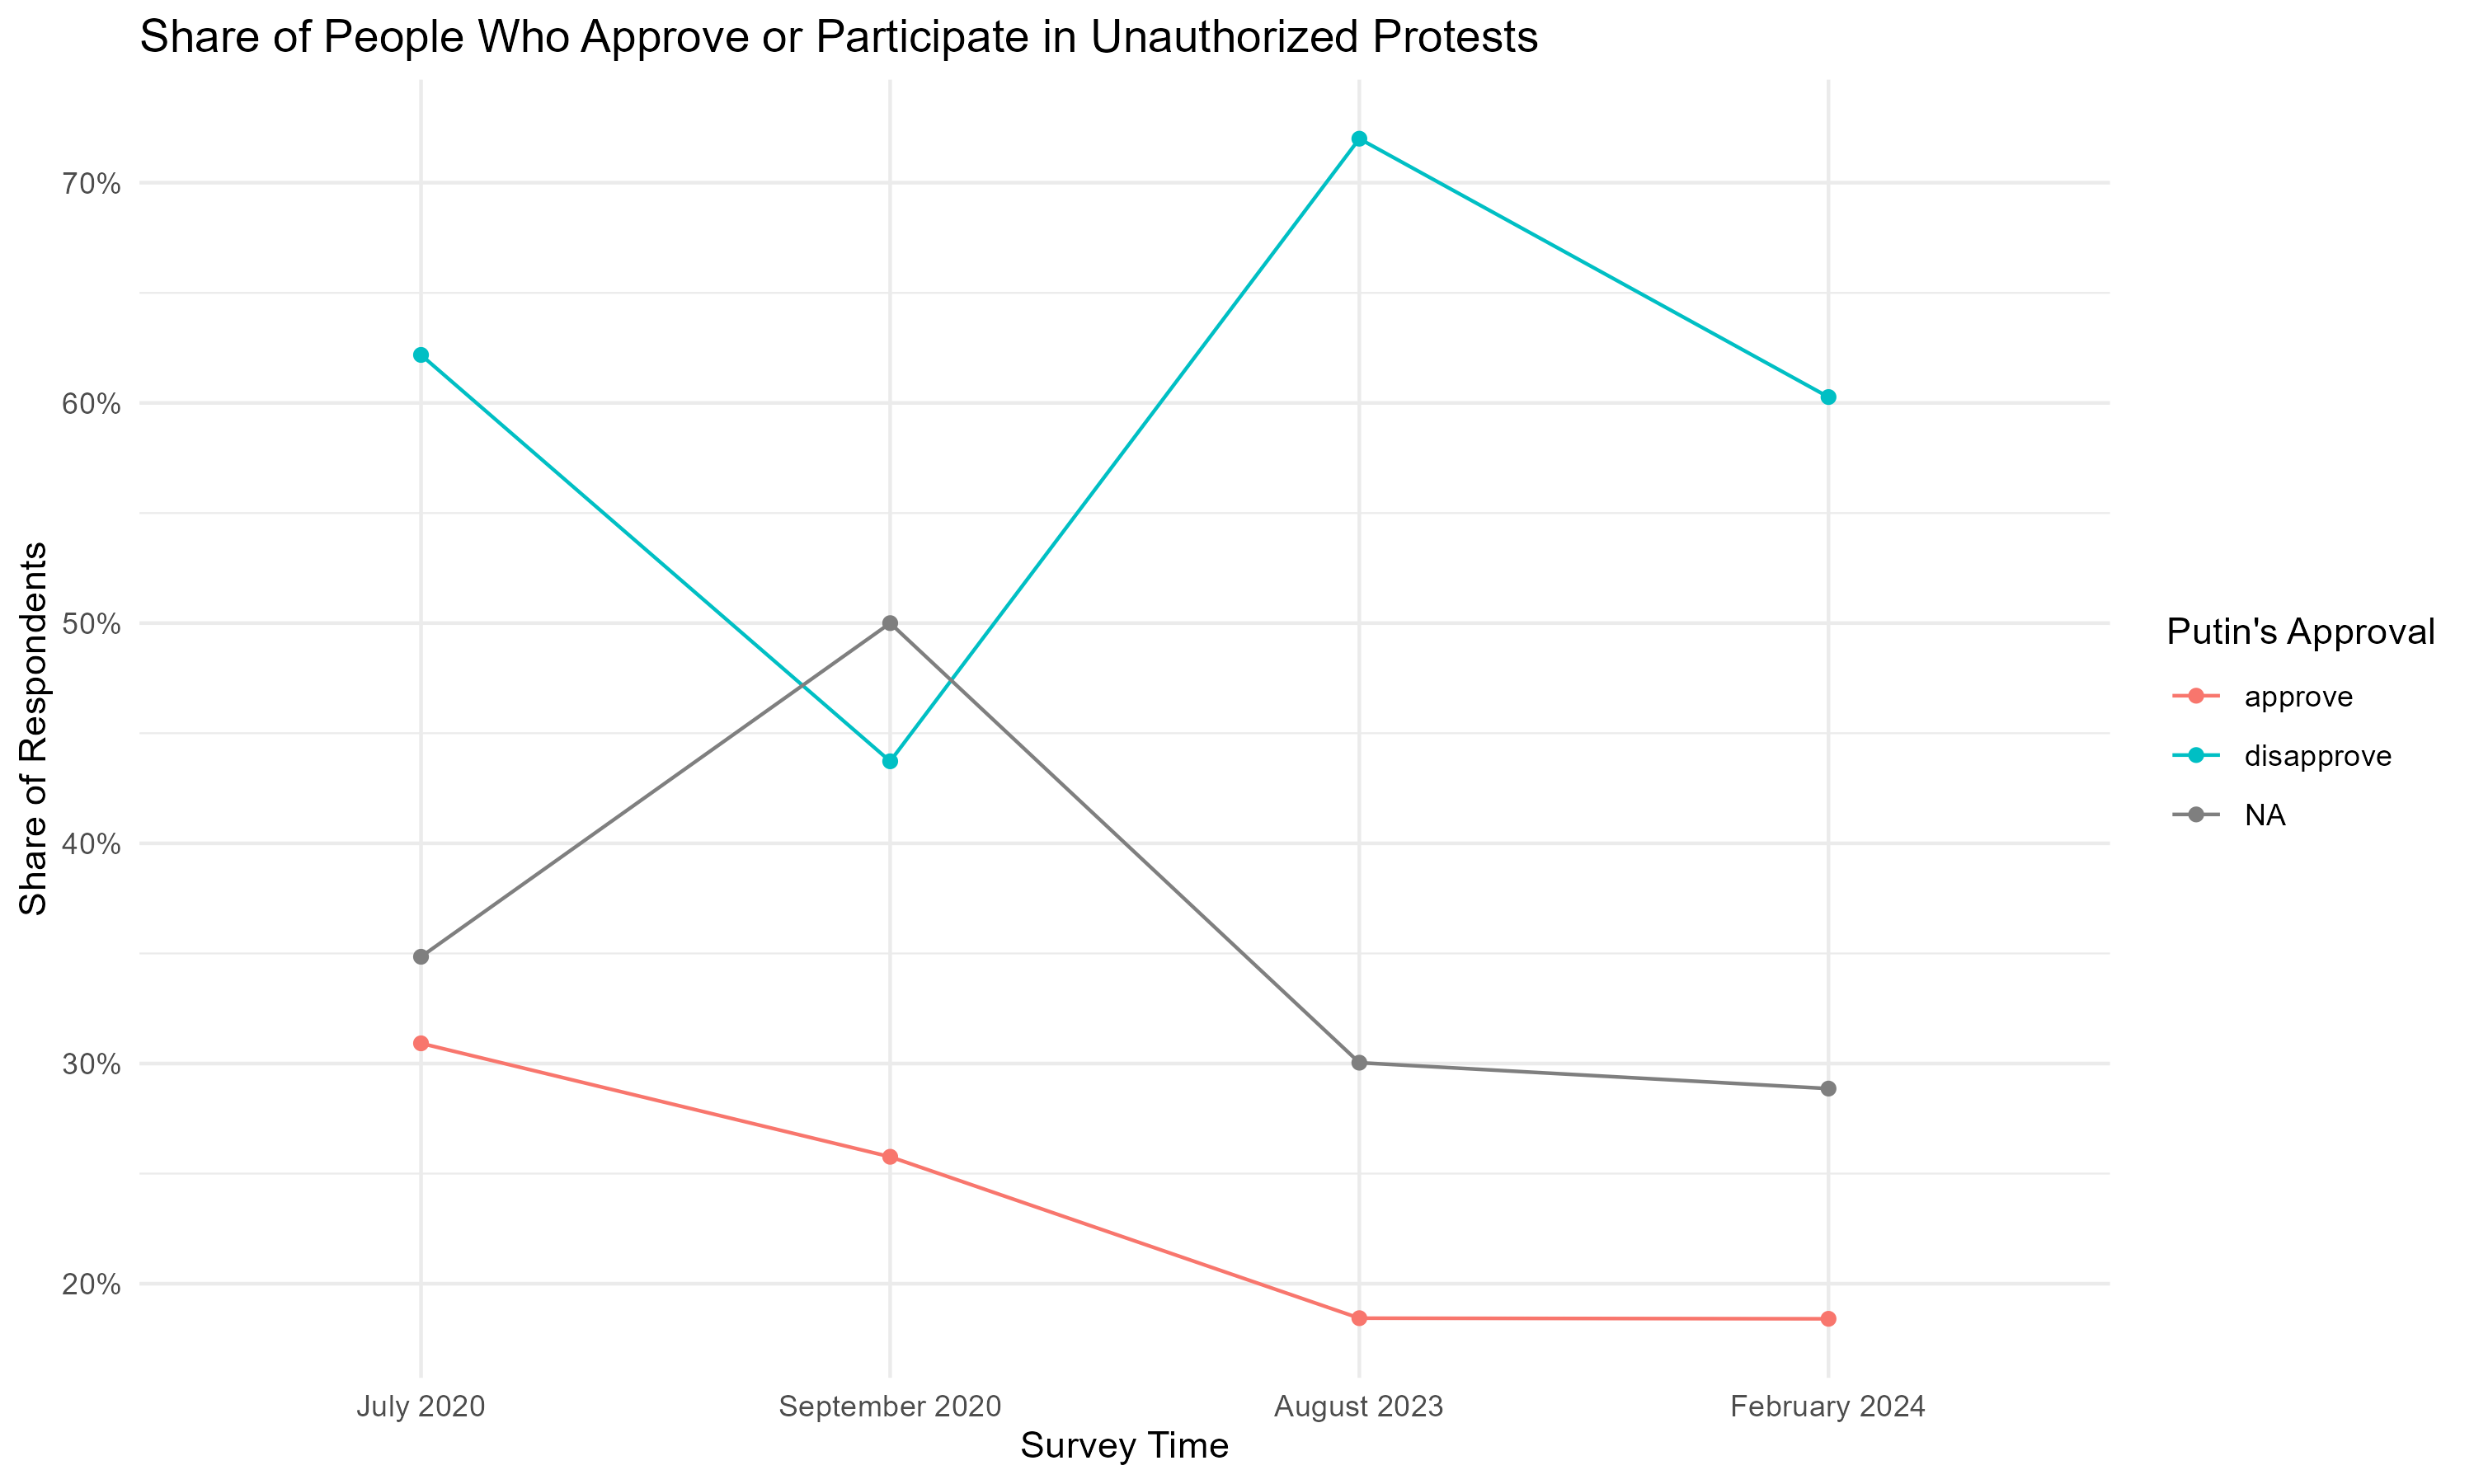 Share of People Who Approve or Participate in Unauthorized Protests
Share of Respondents
70%
60%
50%
40%
30%
20%
July 2020 September 2020 August 2023 February 2024
Survey Time
Putin's Approval
approve
disapprove
NA